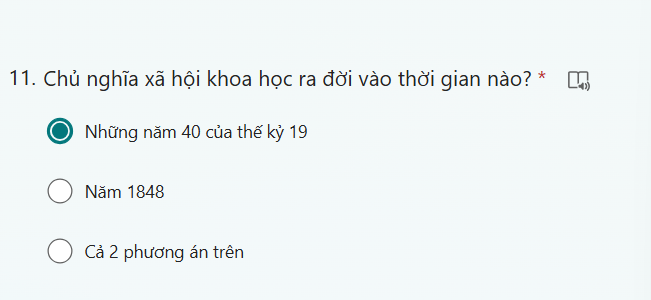 11. Chủ nghĩa xã hội khoa học ra đời vào thời gian nào? *
Những năm 40 của thế kỷ 19
Năm 1848
Cả 2 phương án trên